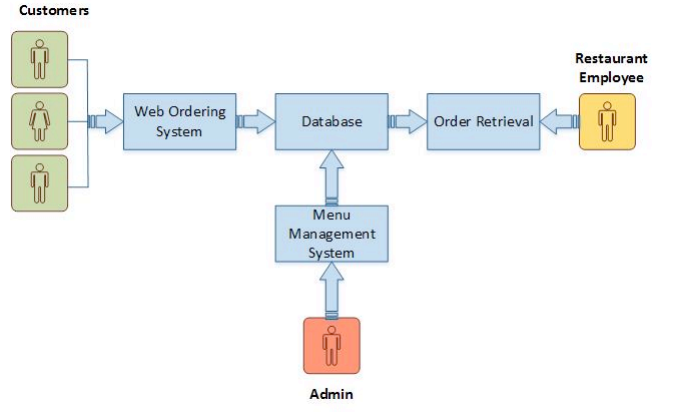 Customers
Restaurant
Employee
Web Ordering
System
Database
Order Retrieval
Menu
Management
System
Admin